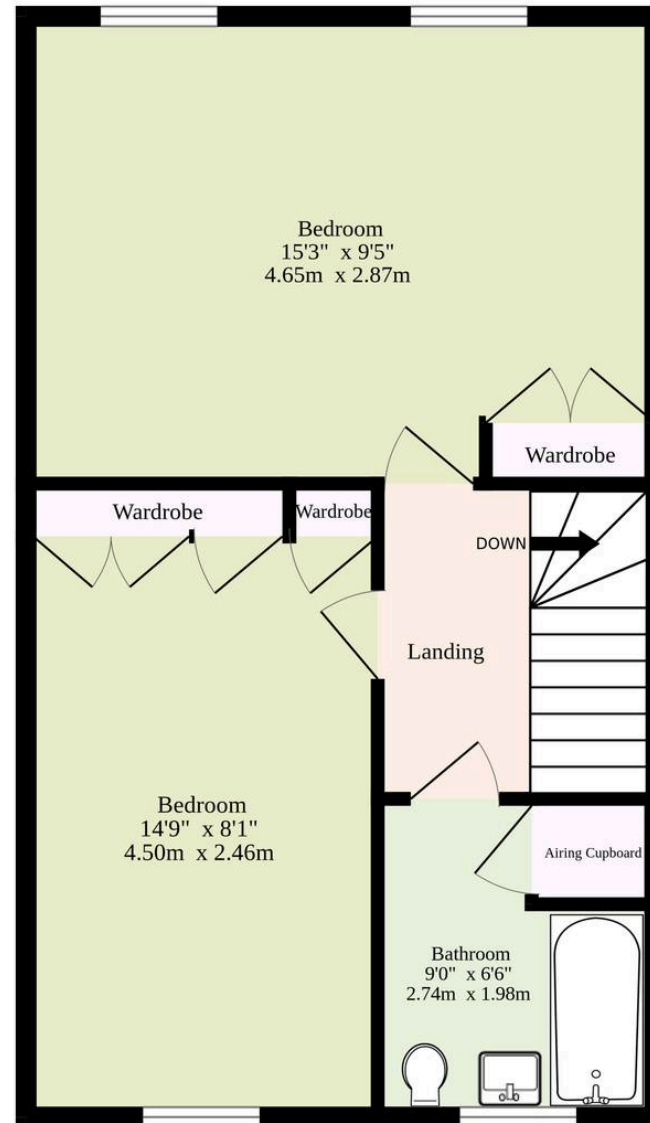 Bedroom
15'3" x 9'5"
4.65m x 2.87m
Wardrobe
Wardrobe
Wardrobe
DOWN
Landing
Bedroom
14'9" x 8'1"
4.50m x 2.46m
Airing Cupboard
Bathroom
9'0" x 6'6"
2.74m x 1.98m